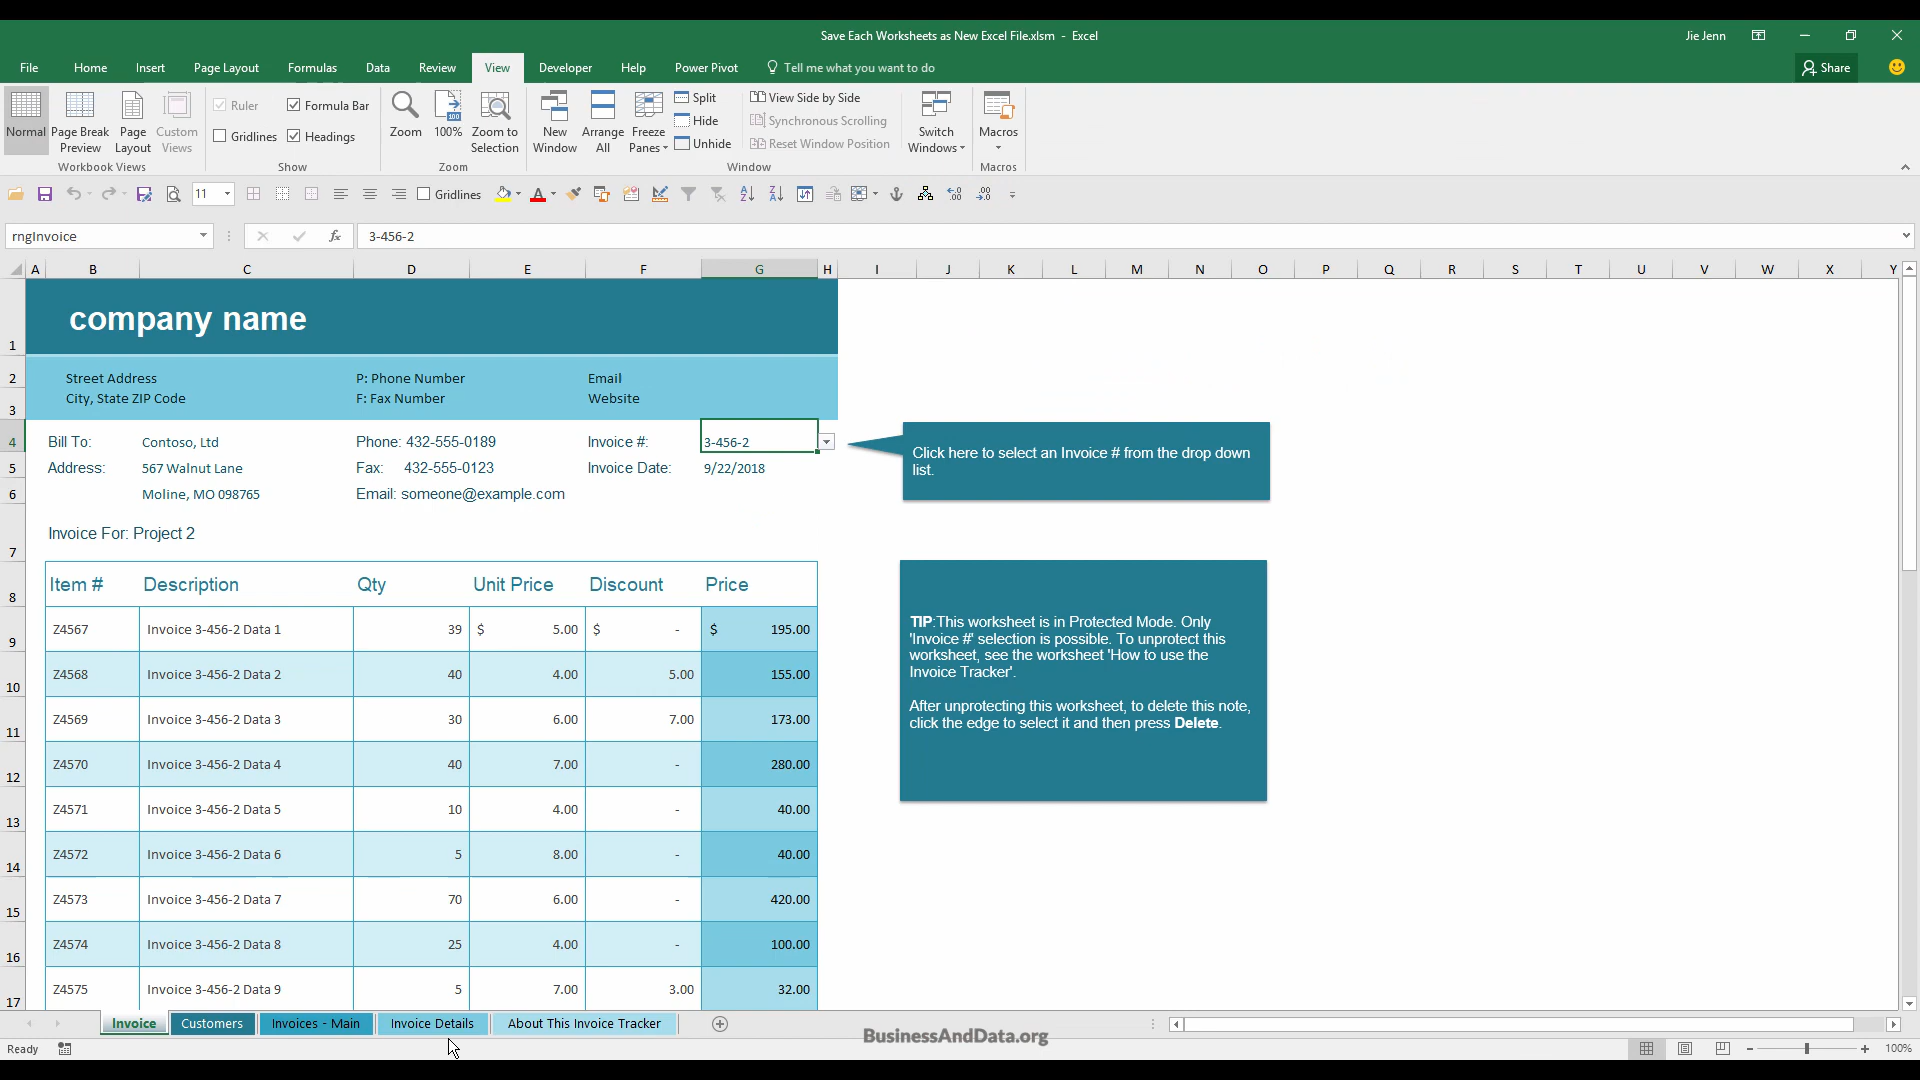 Save Each Worksheets as New Excel File.xlsm - Excel
Jie Jenn
File Home Insert Page Layout Formulas Data Review View Developer Help Power Pivot Tell me what you want to do
Share
Normal
Page Break Preview
Page Layout
Custom Views
Workbook Views
Ruler
Formula Bar
Gridlines
Headings
Show
Zoom
100%
Zoom to Selection
Zoom
New Window
Arrange All
Freeze Panes
Split
Hide
Unhide
View Side by Side
Synchronous Scrolling
Reset Window Position
Window
Switch Windows
Macros
Macros
11
Gridlines
rngInvoice
fx
3-456-2
A B C D E F G H I J K L M N O P Q R S T U V W X Y
1
company name
2
Street Address P: Phone Number Email
3
City, State ZIP Code F: Fax Number Website
4
Bill To: Contoso, Ltd Phone: 432-555-0189 Invoice #: 3-456-2
5
Address: 567 Walnut Lane Fax: 432-555-0123 Invoice Date: 9/22/2018
6
Moline, MO 098765 Email: someone@example.com
7
Invoice For: Project 2
Click here to select an Invoice # from the drop down
list.
8
Item # Description Qty Unit Price Discount Price
9
Z4567 Invoice 3-456-2 Data 1 39 $ 5.00 $ - $ 195.00
10
Z4568 Invoice 3-456-2 Data 2 40 4.00 5.00 155.00
11
Z4569 Invoice 3-456-2 Data 3 30 6.00 7.00 173.00
12
Z4570 Invoice 3-456-2 Data 4 40 7.00 - 280.00
13
Z4571 Invoice 3-456-2 Data 5 10 4.00 - 40.00
14
Z4572 Invoice 3-456-2 Data 6 5 8.00 - 40.00
15
Z4573 Invoice 3-456-2 Data 7 70 6.00 - 420.00
16
Z4574 Invoice 3-456-2 Data 8 25 4.00 - 100.00
17
Z4575 Invoice 3-456-2 Data 9 5 7.00 3.00 32.00
TIP:This worksheet is in Protected Mode. Only
'Invoice #' selection is possible. To unprotect this
worksheet, see the worksheet 'How to use the
Invoice Tracker'.
After unprotecting this worksheet, to delete this note,
click the edge to select it and then press Delete.
Invoice Customers Invoices - Main Invoice Details About This Invoice Tracker
BusinessAndData.org
Ready
100%